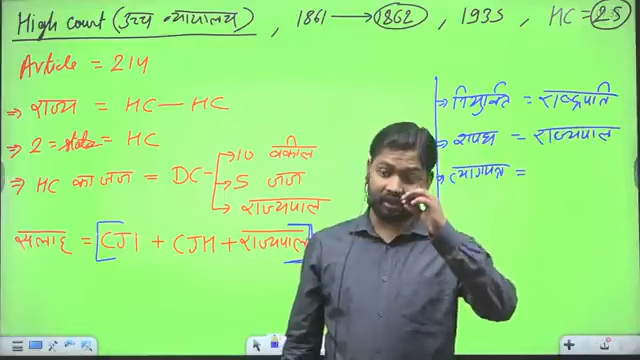 High court (उच्च न्यायालय) , 1861 → 1862 , 1935 , HC = 25
Article = 214
⇒ राज्य = HC — HC
⇒ 2 = state = HC
⇒ HC का जज = DC → 10 वकील
→ 5 जज
→ राज्यपाल
सलाह = [CJI + CJH + राज्यपाल]
→ नियुक्ति = राष्ट्रपति
→ शपथ = राज्यपाल
→ त्यागपत्र =